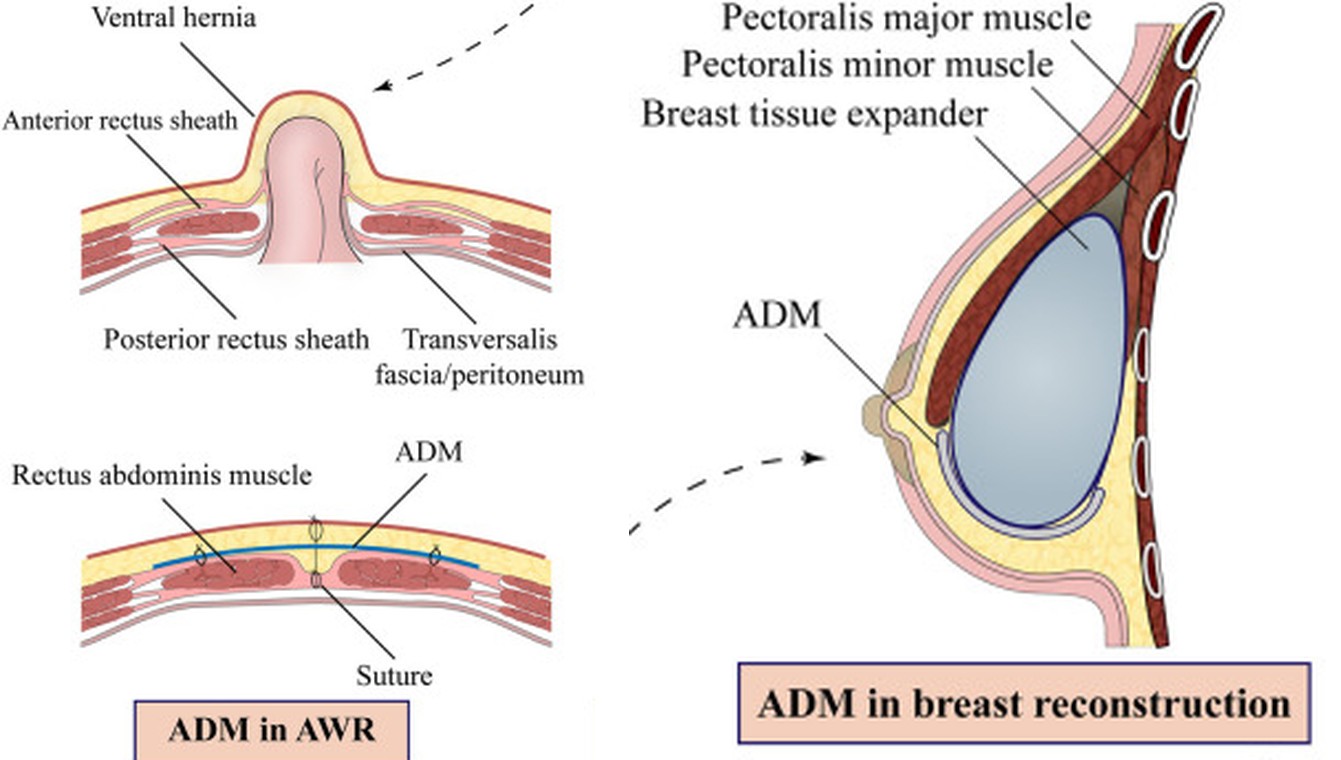 Ventral hernia
Anterior rectus sheath
Posterior rectus sheath
Transversalis
fascia/peritoneum
ADM
Rectus abdominis muscle
Suture
ADM in AWR
Pectoralis major muscle
Pectoralis minor muscle
Breast tissue expander
ADM
ADM in breast reconstruction